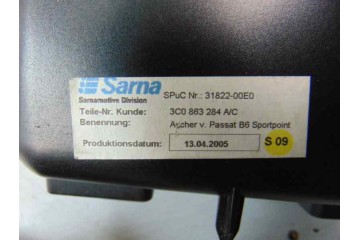 Sarna
Sarnamotive Division
SPuC Nr.: 31822-00E0
Teile-Nr. Kunde: 3C0 863 284 A/C
Benennung: Ascher v. Passat B6 Sportpoint
Produktionsdatum: 13.04.2005 S 09